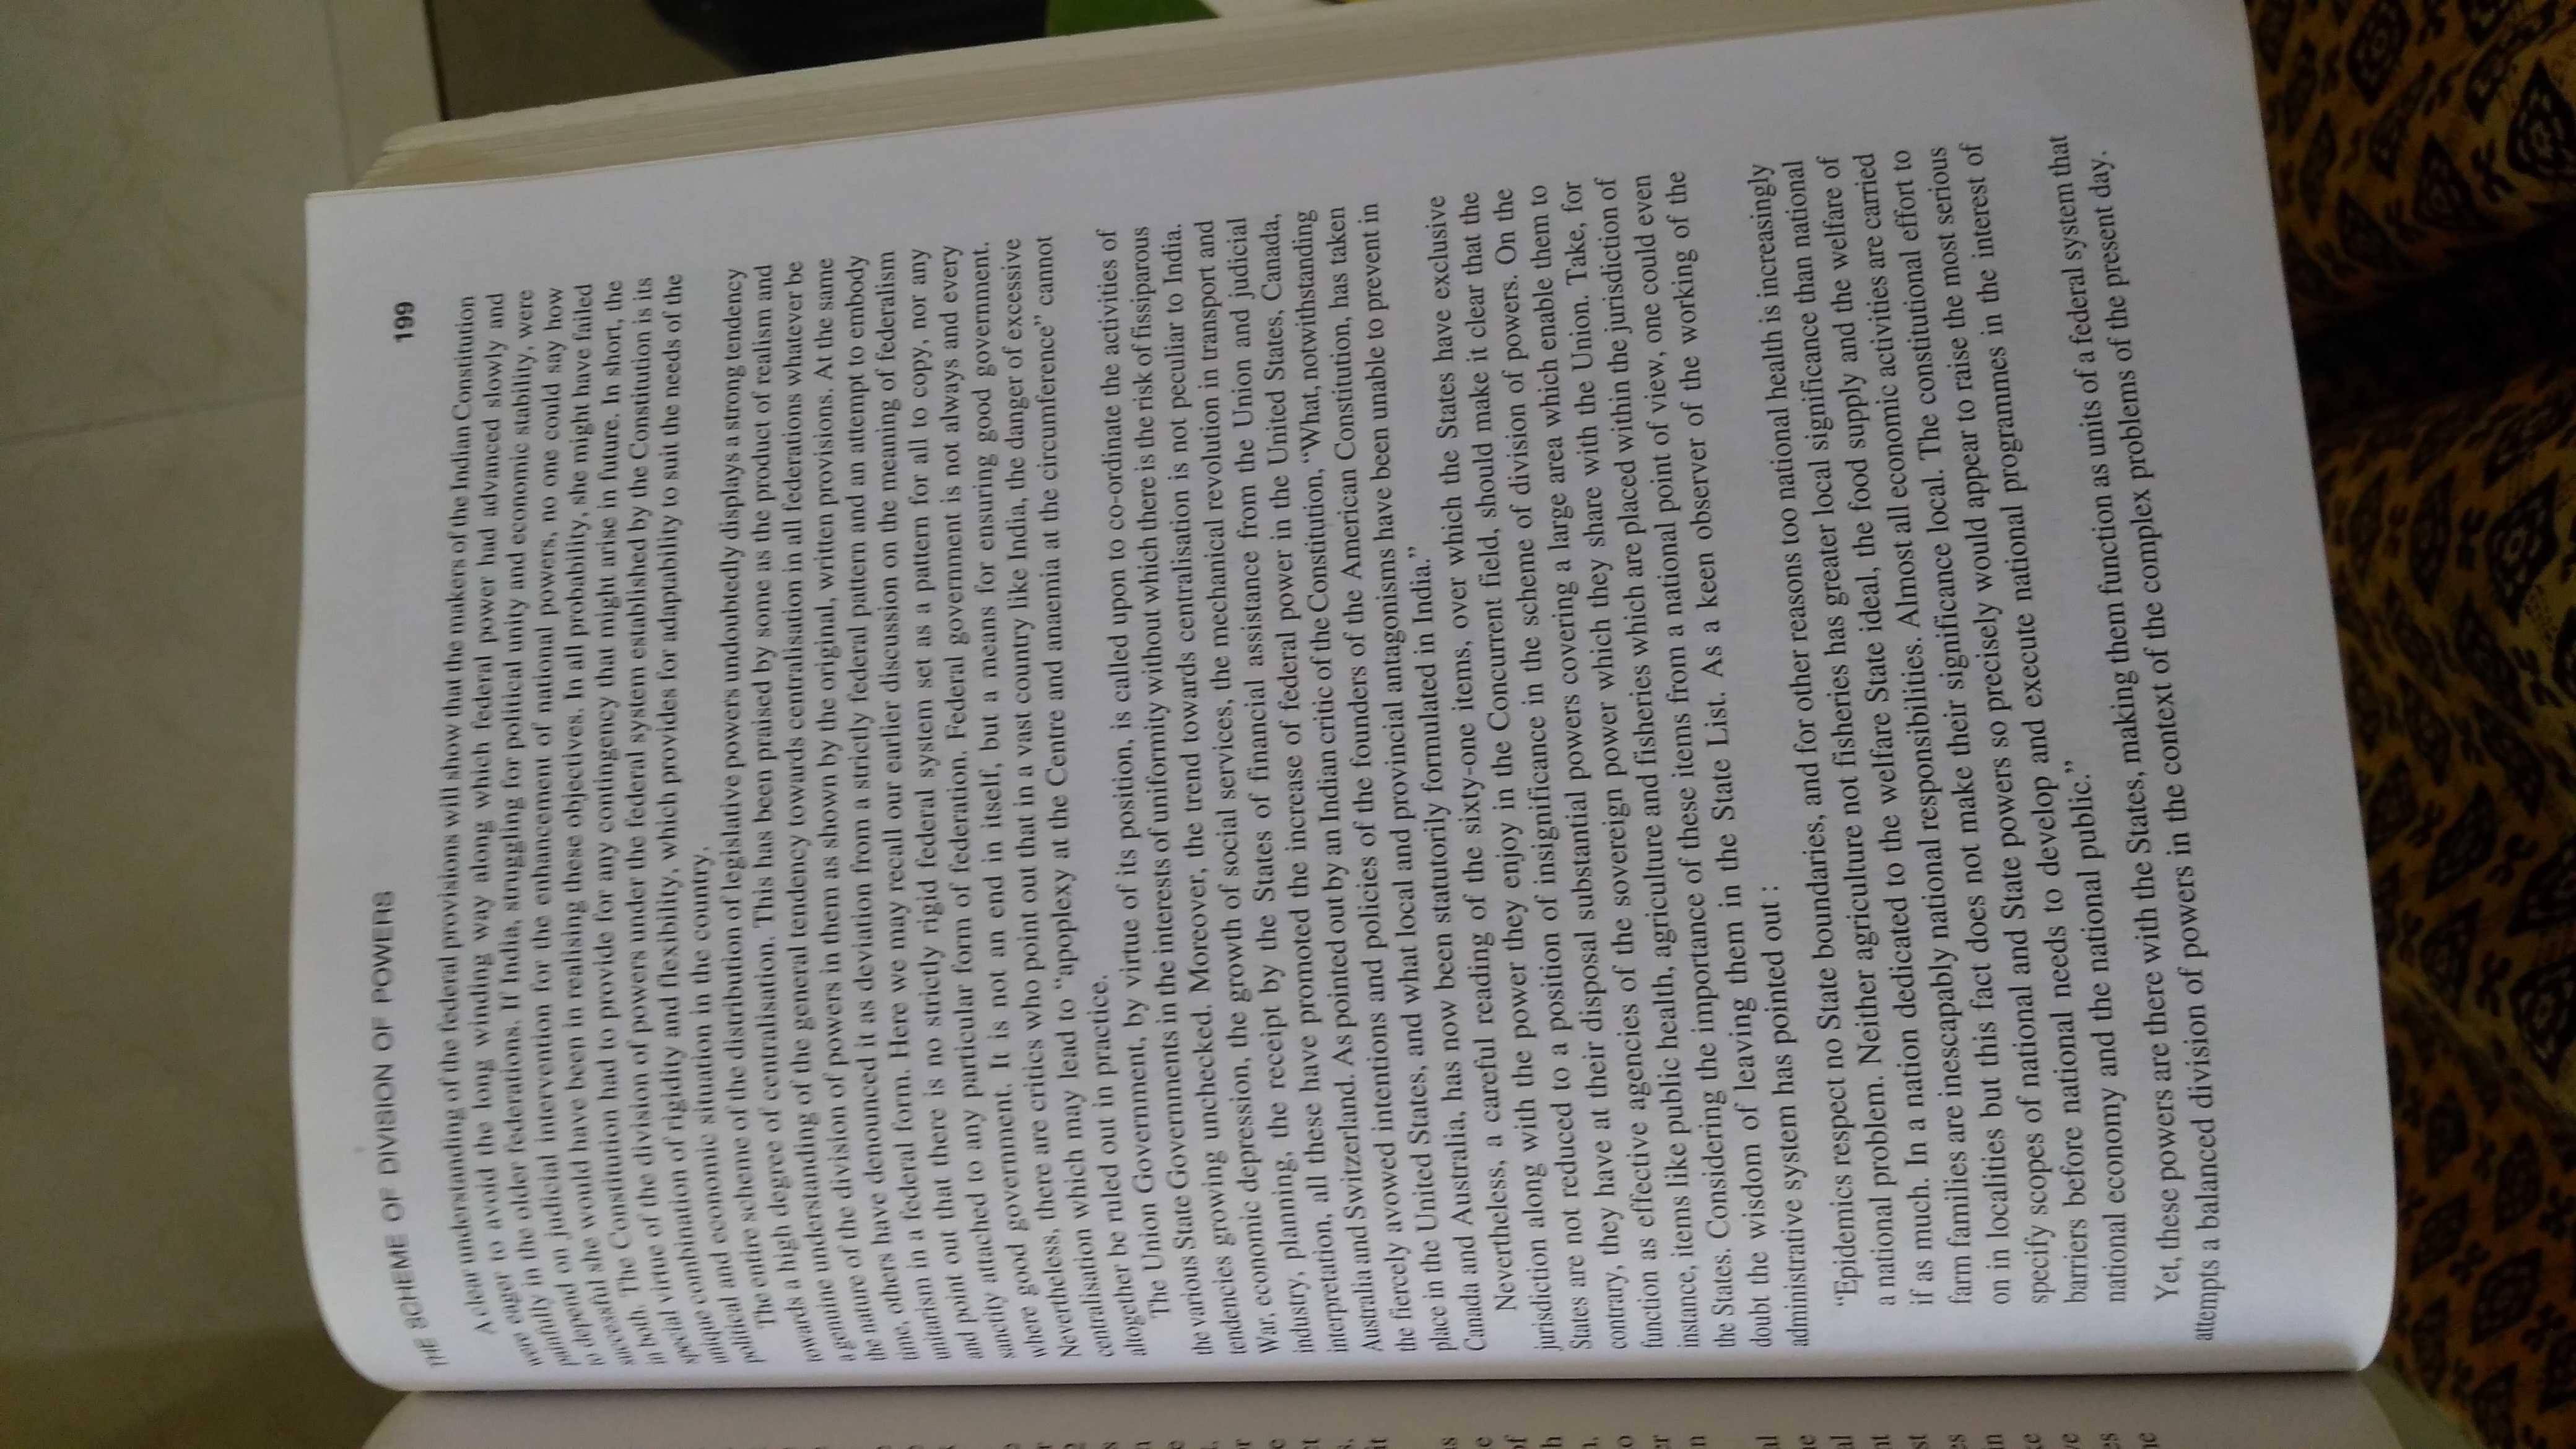 THE SCHEME OF DIVISION OF POWERS 199
A clear understanding of the federal provisions will show that the makers of the Indian Constitution
were eager to avoid the long winding way along which federal power had advanced slowly and
painfully in the older federations. If India, struggling for political unity and economic stability, were
to depend on judicial intervention for the enhancement of national powers, no one could say how
successful she would have been in realising these objectives. In all probability, she might have failed
in both. The Constitution had to provide for any contingency that might arise in future. In short, the
special virtue of the division of powers under the federal system established by the Constitution is its
unique combination of rigidity and flexibility, which provides for adaptability to suit the needs of the
political and economic situation in the country.
The entire scheme of the distribution of legislative powers undoubtedly displays a strong tendency
towards a high degree of centralisation. This has been praised by some as the product of realism and
a genuine understanding of the general tendency towards centralisation in all federations whatever be
the nature of the division of powers in them as shown by the original, written provisions. At the same
time, others have denounced it as deviation from a strictly federal pattern and an attempt to embody
unitarism in a federal form. Here we may recall our earlier discussion on the meaning of federalism
and point out that there is no strictly rigid federal system set as a pattern for all to copy, nor any
sanctity attached to any particular form of federation. Federal government is not always and every
where good government. It is not an end in itself, but a means for ensuring good government.
Nevertheless, there are critics who point out that in a vast country like India, the danger of excessive
centralisation which may lead to “apoplexy at the Centre and anaemia at the circumference” cannot
altogether be ruled out in practice.
The Union Government, by virtue of its position, is called upon to co-ordinate the activities of
the various State Governments in the interests of uniformity without which there is the risk of fissiparous
tendencies growing unchecked. Moreover, the trend towards centralisation is not peculiar to India.
War, economic depression, the growth of social services, the mechanical revolution in transport and
industry, planning, the receipt by the States of financial assistance from the Union and judicial
interpretation, all these have promoted the increase of federal power in the United States, Canada,
Australia and Switzerland. As pointed out by an Indian critic of the Constitution, “What, notwithstanding
the fiercely avowed intentions and policies of the founders of the American Constitution, has taken
place in the United States, and what local and provincial antagonisms have been unable to prevent in
Canada and Australia, has now been statutorily formulated in India.”
Nevertheless, a careful reading of the sixty-one items, over which the States have exclusive
jurisdiction along with the power they enjoy in the Concurrent field, should make it clear that the
States are not reduced to a position of insignificance in the scheme of division of powers. On the
contrary, they have at their disposal substantial powers covering a large area which enable them to
function as effective agencies of the sovereign power which they share with the Union. Take, for
instance, items like public health, agriculture and fisheries which are placed within the jurisdiction of
the States. Considering the importance of these items from a national point of view, one could even
doubt the wisdom of leaving them in the State List. As a keen observer of the working of the
administrative system has pointed out :
“Epidemics respect no State boundaries, and for other reasons too national health is increasingly
a national problem. Neither agriculture not fisheries has greater local significance than national
if as much. In a nation dedicated to the welfare State ideal, the food supply and the welfare of
farm families are inescapably national responsibilities. Almost all economic activities are carried
on in localities but this fact does not make their significance local. The constitutional effort to
specify scopes of national and State powers so precisely would appear to raise the most serious
barriers before national needs to develop and execute national programmes in the interest of
national economy and the national public.”
Yet, these powers are there with the States, making them function as units of a federal system that
attempts a balanced division of powers in the context of the complex problems of the present day.